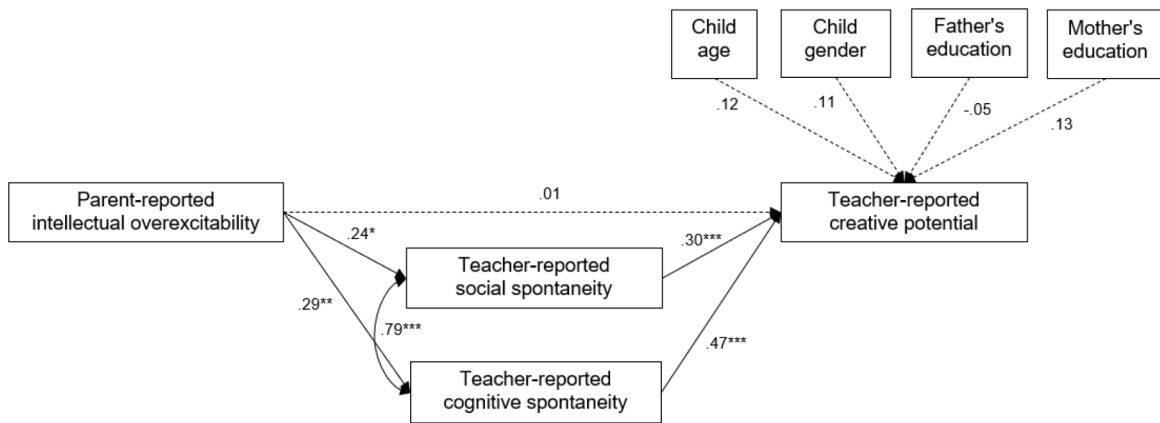 Child
age
Child
gender
Father's
education
Mother's
education
.12
.11
-.05
.13
Parent-reported
intellectual overexcitability
.01
Teacher-reported
creative potential
.24*
.30***
Teacher-reported
social spontaneity
.29**
.79***
.47***
Teacher-reported
cognitive spontaneity